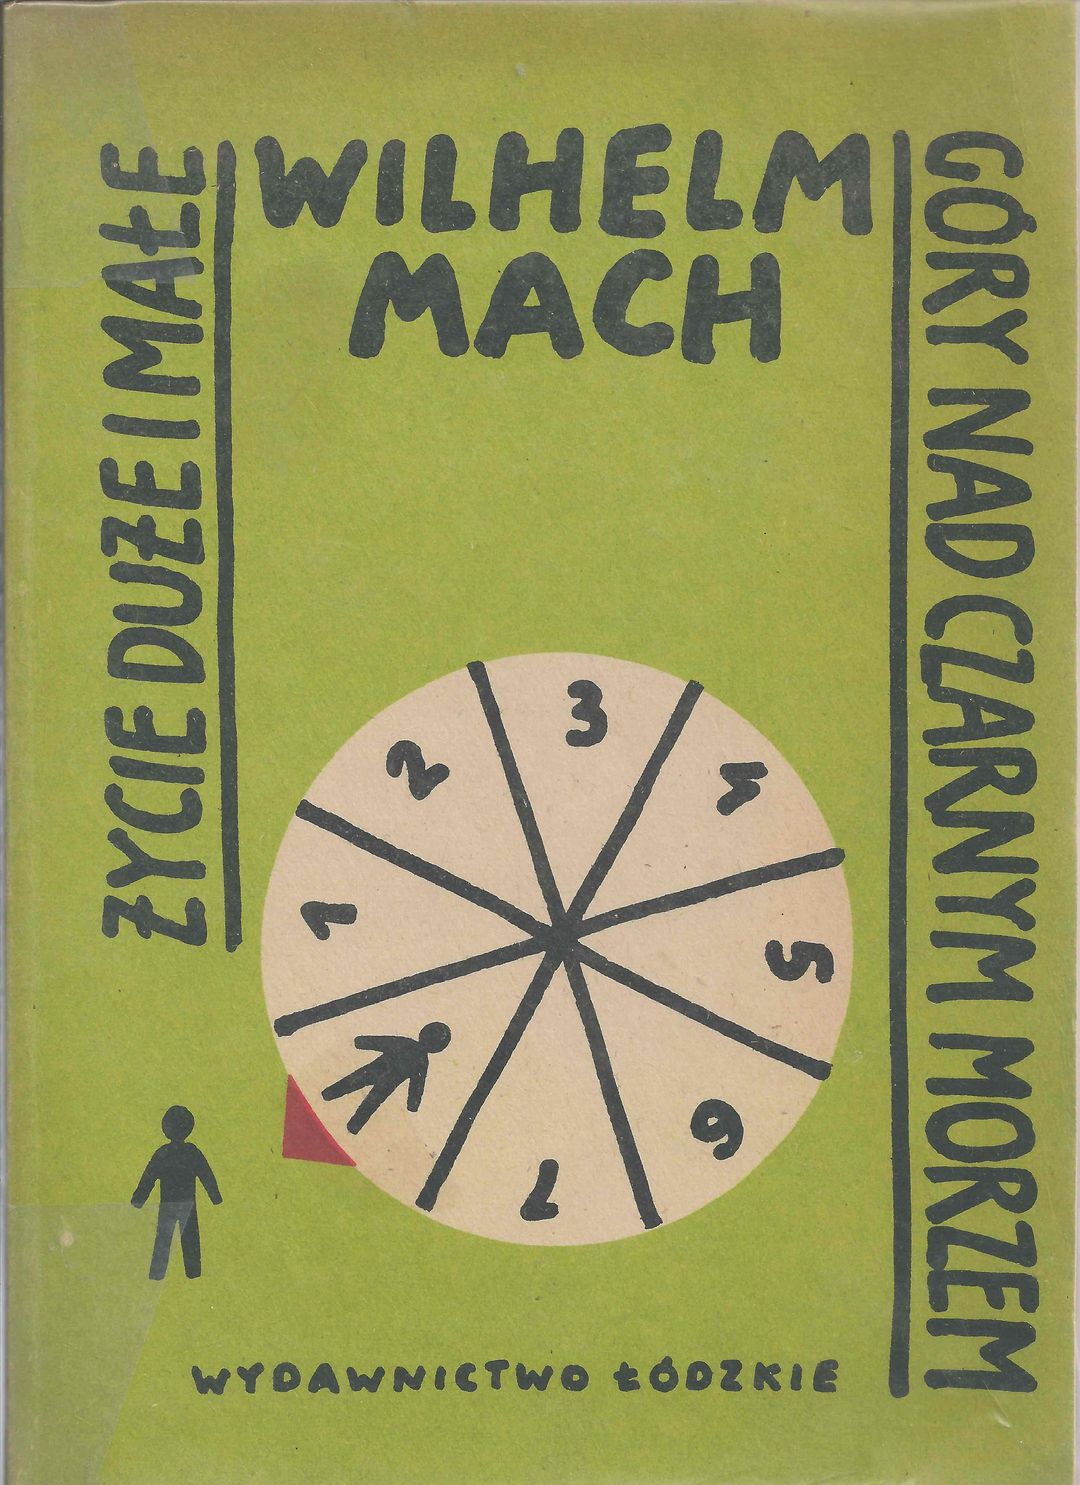 WILHELM
MACH
ŻYCIE DUŻE I MAŁE
GÓRY NAD CZARNYM MORZEM
1
2
3
4
5
6
7
WYDAWNICTWO ŁÓDZKIE